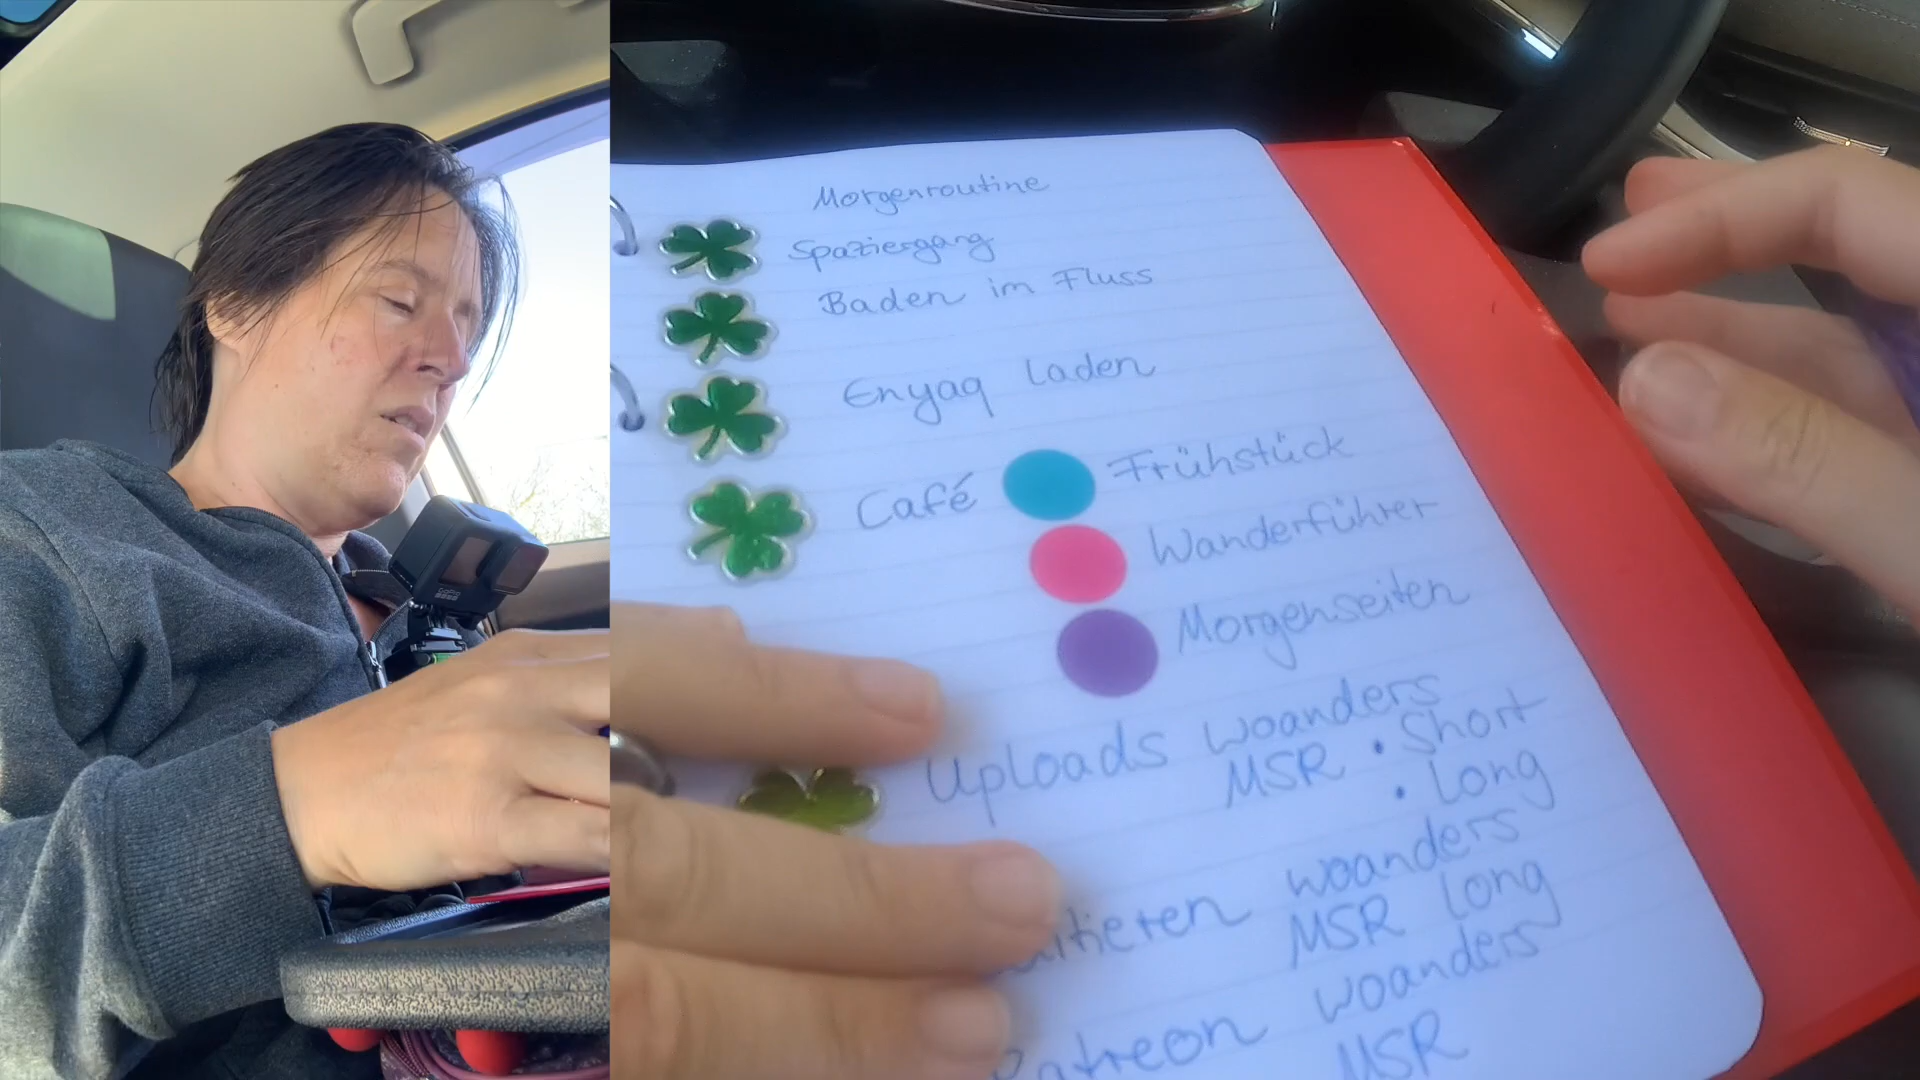 Morgenroutine
Spaziergang
Baden im Fluss
Enyaq laden
Café Frühstück
Wanderführer
Morgenseiten
Uploads woanders
MSR • Short
• Long
woanders
MSR long
Patreon woanders
MSR